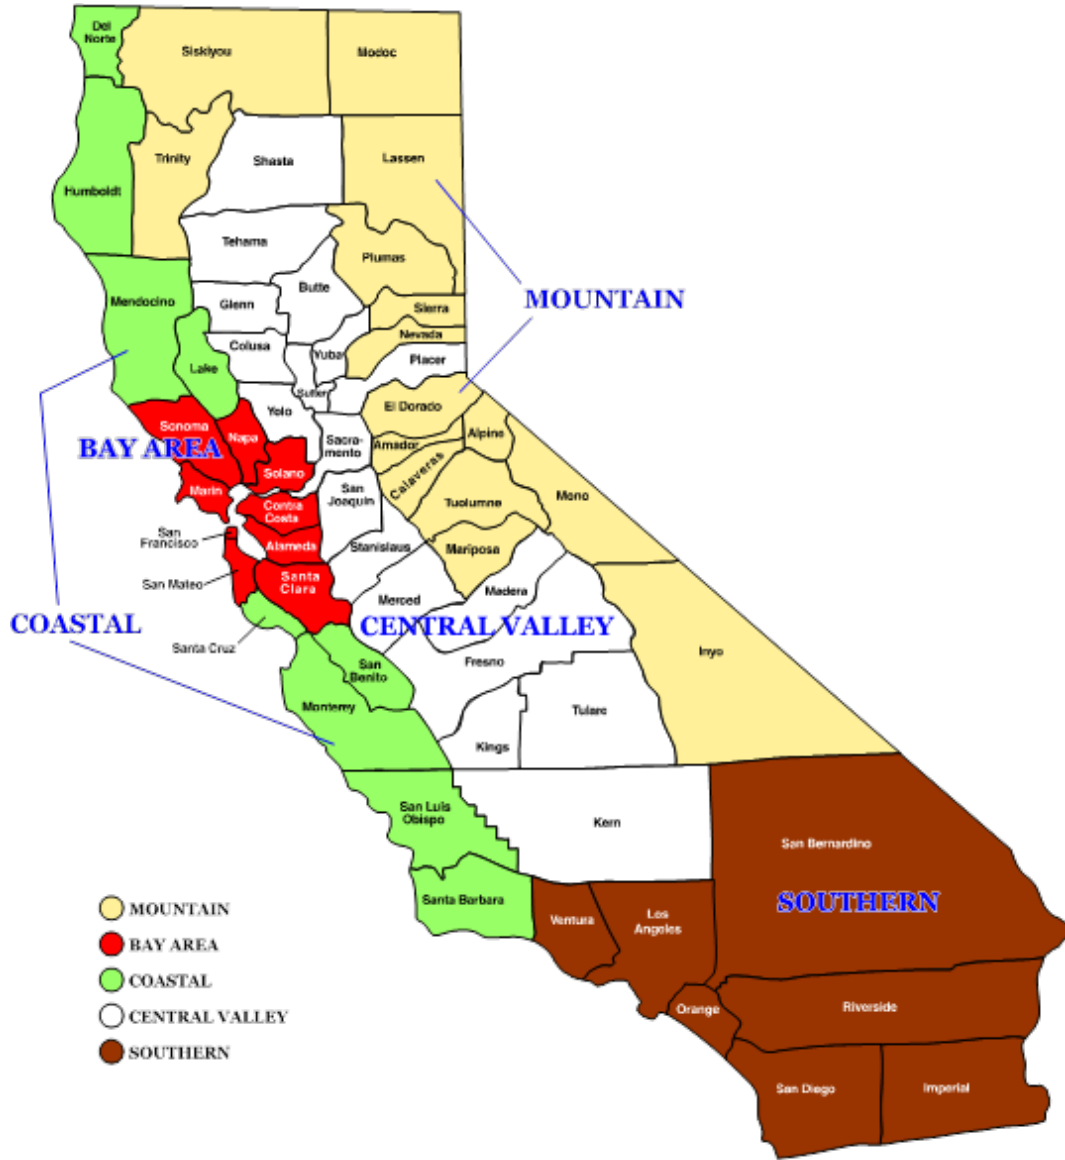 Del
Norte
Siskiyou
Modoc
Trinity
Shasta
Lassen
Humboldt
Tehama
Plumas
Butte
MOUNTAIN
Mendocino
Glenn
Sierra
Nevada
Colusa
Yuba
Placer
Lake
Sutter
El Dorado
Yolo
Sonoma
Napa
BAY AREA
Sacra-
mento
Amador
Alpine
Calaveras
Solano
Marin
San
Joaquin
Tuolumne
Mono
Contra
Costa
San
Francisco
Alameda
Stanislaus
Mariposa
San Mateo
Santa
Clara
Merced
Madera
COASTAL
CENTRAL VALLEY
Santa Cruz
San
Benito
Fresno
Inyo
Monterey
Tulare
Kings
San Luis
Obispo
Kern
San Bernardino
Santa Barbara
SOUTHERN
Ventura
Los
Angeles
Orange
Riverside
San Diego
Imperial
MOUNTAIN
BAY AREA
COASTAL
CENTRAL VALLEY
SOUTHERN